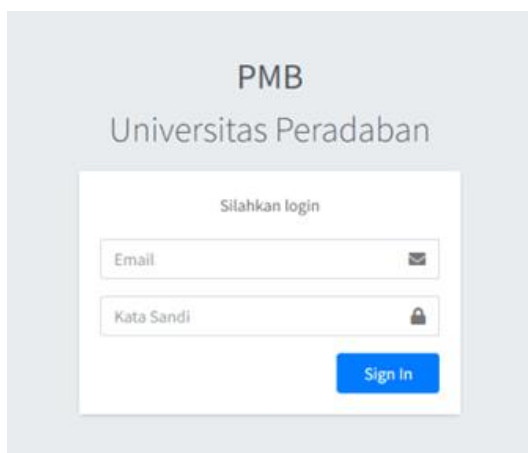 PMB
Universitas Peradaban
Silahkan login
Email
Kata Sandi
Sign In